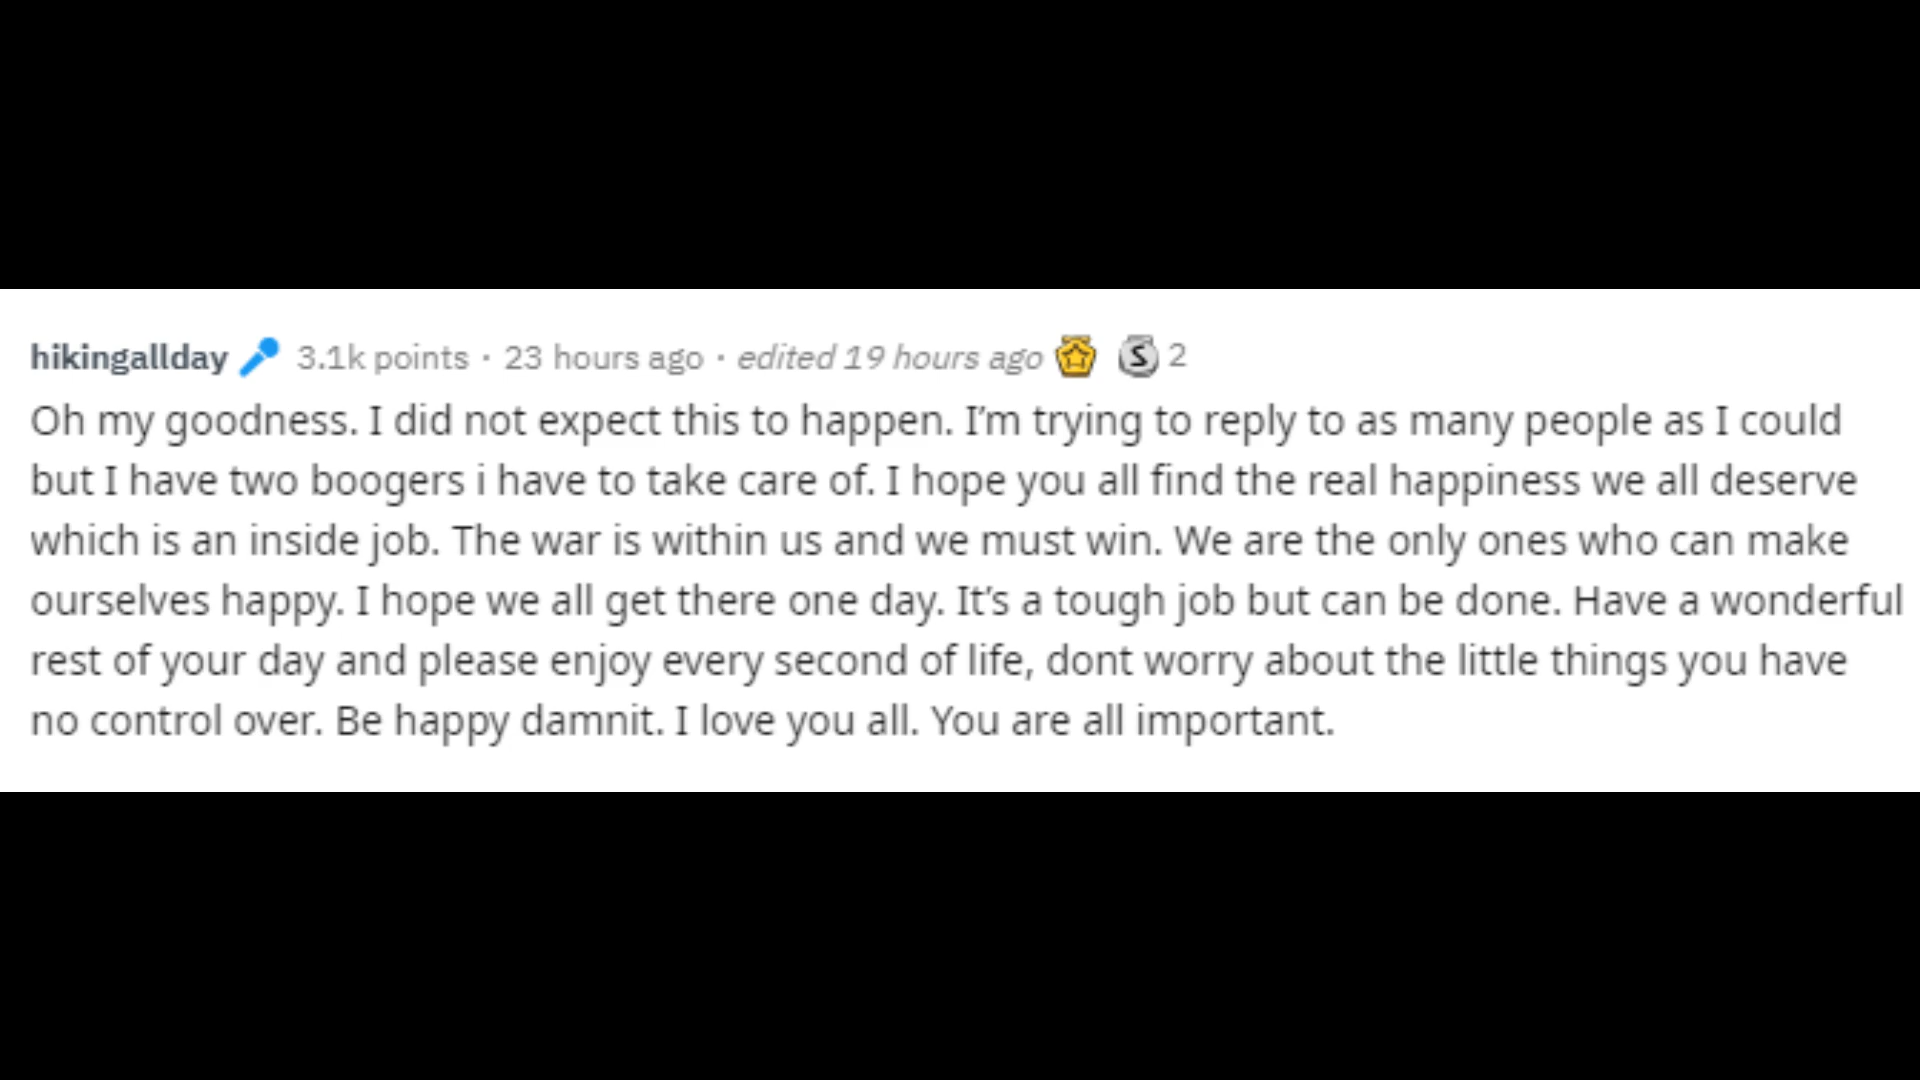 hikingallday 3.1k points · 23 hours ago · edited 19 hours ago S 2
Oh my goodness. I did not expect this to happen. I’m trying to reply to as many people as I could
but I have two boogers i have to take care of. I hope you all find the real happiness we all deserve
which is an inside job. The war is within us and we must win. We are the only ones who can make
ourselves happy. I hope we all get there one day. It’s a tough job but can be done. Have a wonderful
rest of your day and please enjoy every second of life, dont worry about the little things you have
no control over. Be happy damnit. I love you all. You are all important.